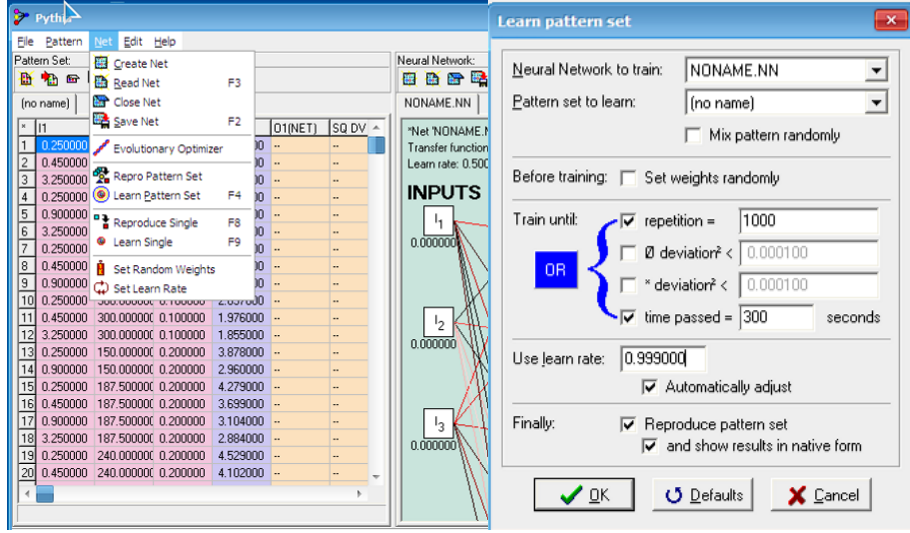 Pythia
File Pattern Net Edit Help
Pattern Set:
(no name)
Create Net
Read Net F3
Close Net
Save Net F2
Evolutionary Optimizer
Repro Pattern Set
Learn Pattern Set F4
Reproduce Single F8
Learn Single F9
Set Random Weights
Set Learn Rate
* I1 O1(NET) SQ DV
1 0.250000 -- --
2 0.450000 -- --
3 3.250000 -- --
4 0.250000 -- --
5 0.900000 -- --
6 3.250000 -- --
7 0.250000 -- --
8 0.450000 -- --
9 0.900000 -- --
10 0.250000 300.000000 0.100000 2.037000 -- --
11 0.450000 300.000000 0.100000 1.976000 -- --
12 3.250000 300.000000 0.100000 1.855000 -- --
13 0.250000 150.000000 0.200000 3.878000 -- --
14 0.900000 150.000000 0.200000 2.960000 -- --
15 0.250000 187.500000 0.200000 4.279000 -- --
16 0.450000 187.500000 0.200000 3.699000 -- --
17 0.900000 187.500000 0.200000 3.104000 -- --
18 3.250000 187.500000 0.200000 2.884000 -- --
19 0.250000 240.000000 0.200000 4.529000 -- --
20 0.450000 240.000000 0.200000 4.102000 -- --
Neural Network:
NONAME.NN
*Net 'NONAME.N
Transfer function
Learn rate: 0.500
INPUTS
I1
0.000000
I2
0.000000
I3
0.000000
Learn pattern set
Neural Network to train: NONAME.NN
Pattern set to learn: (no name)
Mix pattern randomly
Before training: Set weights randomly
Train until: repetition = 1000
OR
Ø deviation² < 0.000100
* deviation² < 0.000100
time passed = 300 seconds
Use learn rate: 0.999000
Automatically adjust
Finally: Reproduce pattern set
and show results in native form
OK Defaults Cancel